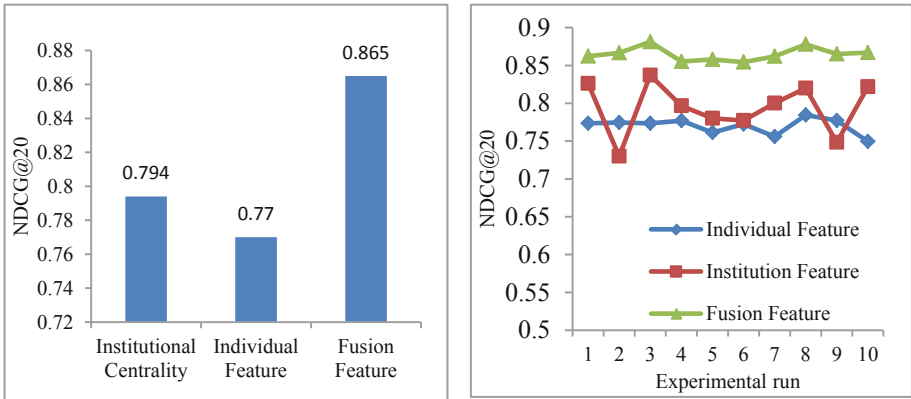 0.88
0.86
0.84
0.82
0.8
0.78
0.76
0.74
0.72
NDCG@20
0.794
0.77
0.865
Institutional
Centrality
Individual
Feature
Fusion
Feature
0.9
0.85
0.8
0.75
0.7
0.65
0.6
0.55
0.5
NDCG@20
Individual Feature
Institution Feature
Fusion Feature
1 2 3 4 5 6 7 8 9 10
Experimental run